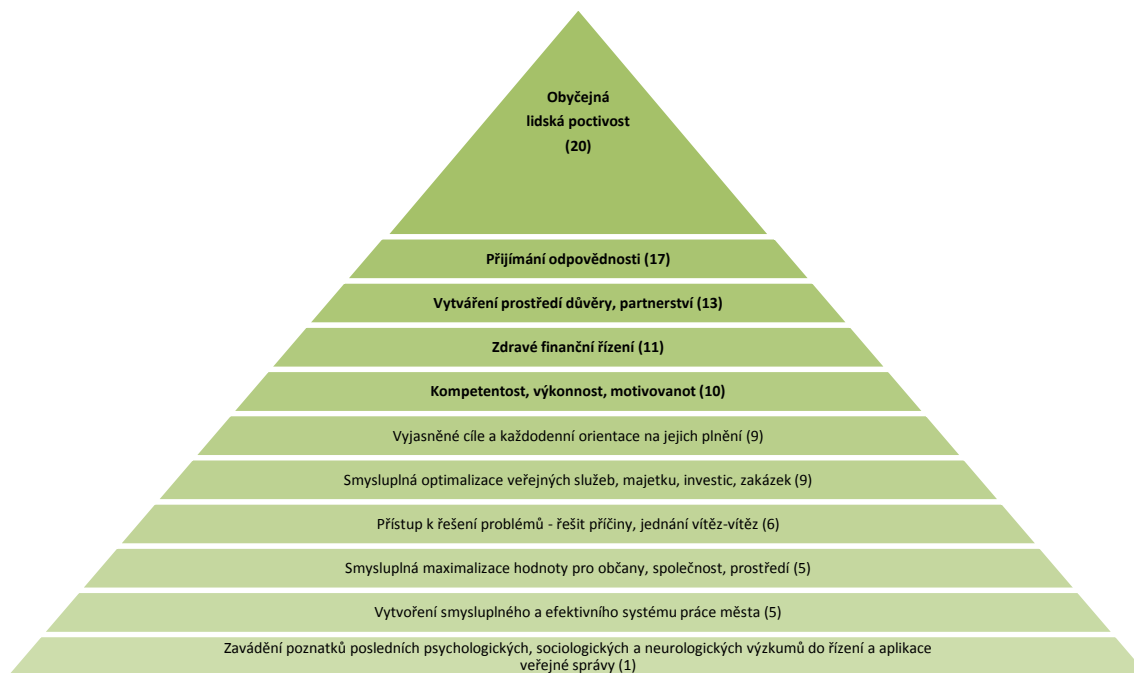 Obyčejná
lidská poctivost
(20)
Přijímání odpovědnosti (17)
Vytváření prostředí důvěry, partnerství (13)
Zdravé finanční řízení (11)
Kompetentost, výkonnost, motivovanot (10)
Vyjasněné cíle a každodenní orientace na jejich plnění (9)
Smysluplná optimalizace veřejných služeb, majetku, investic, zakázek (9)
Přístup k řešení problémů - řešit příčiny, jednání vítěz-vítěz (6)
Smysluplná maximalizace hodnoty pro občany, společnost, prostředí (5)
Vytvoření smysluplného a efektivního systému práce města (5)
Zavádění poznatků posledních psychologických, sociologických a neurologických výzkumů do řízení a aplikace
veřejné správy (1)